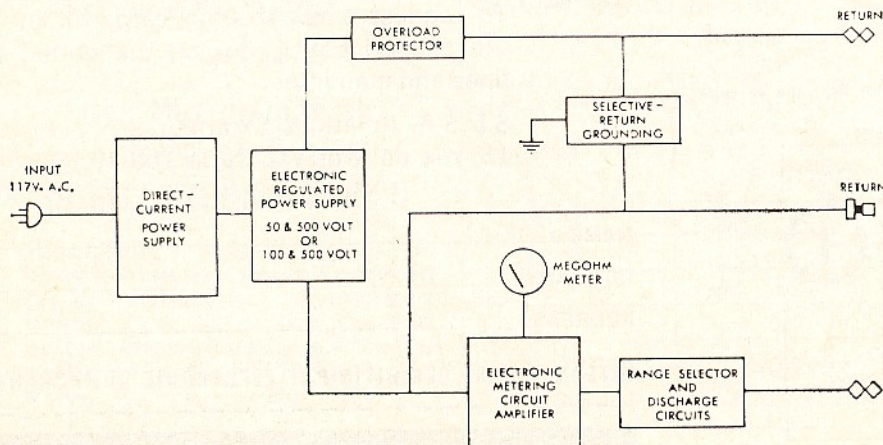 OVERLOAD
PROTECTOR
RETURN
SELECTIVE-
RETURN
GROUNDING
INPUT
117V. A.C.
DIRECT-
CURRENT
POWER
SUPPLY
ELECTRONIC
REGULATED
POWER SUPPLY
50 & 500 VOLT
OR
100 & 500 VOLT
RETURN
MEGOHM
METER
ELECTRONIC
METERING
CIRCUIT
AMPLIFIER
RANGE SELECTOR
AND
DISCHARGE
CIRCUITS